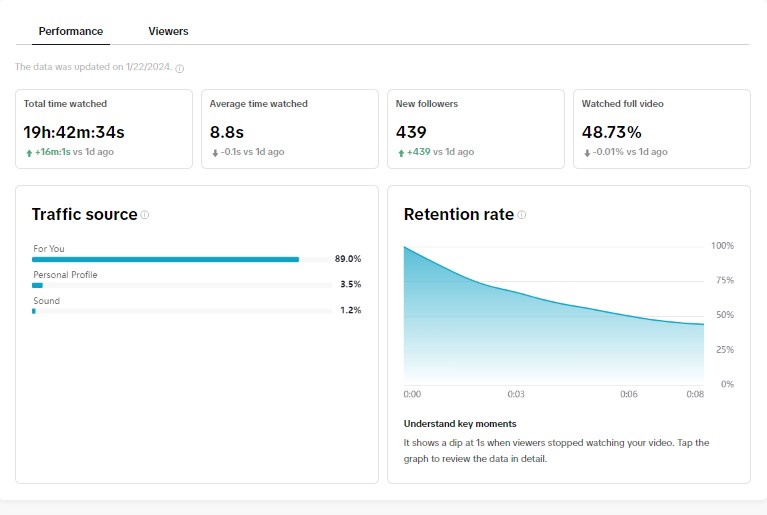 Performance Viewers
The data was updated on 1/22/2024.
Total time watched
19h:42m:34s
+16m:1s vs 1d ago
Average time watched
8.8s
-0.1s vs 1d ago
New followers
439
+439 vs 1d ago
Watched full video
48.73%
-0.01% vs 1d ago
Traffic source
For You
89.0%
Personal Profile
3.5%
Sound
1.2%
Retention rate
100%
75%
50%
25%
0%
0:00 0:03 0:06 0:08
Understand key moments
It shows a dip at 1s when viewers stopped watching your video. Tap the
graph to review the data in detail.